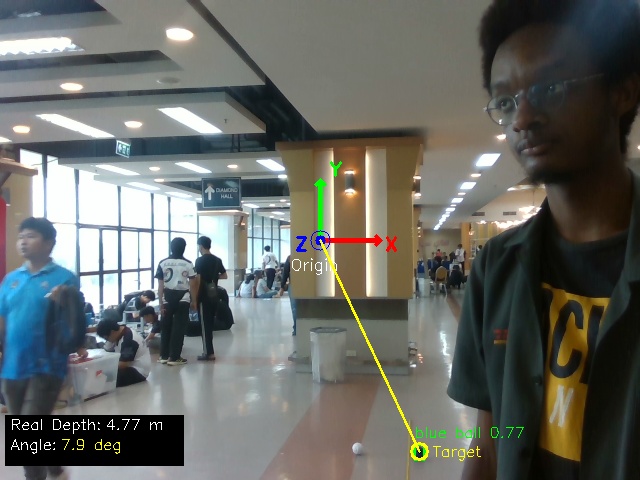 DIAMOND
HALL
Y
Z
X
Origin
Real Depth: 4.77 m
Angle: 7.9 deg
blue ball 0.77
Target